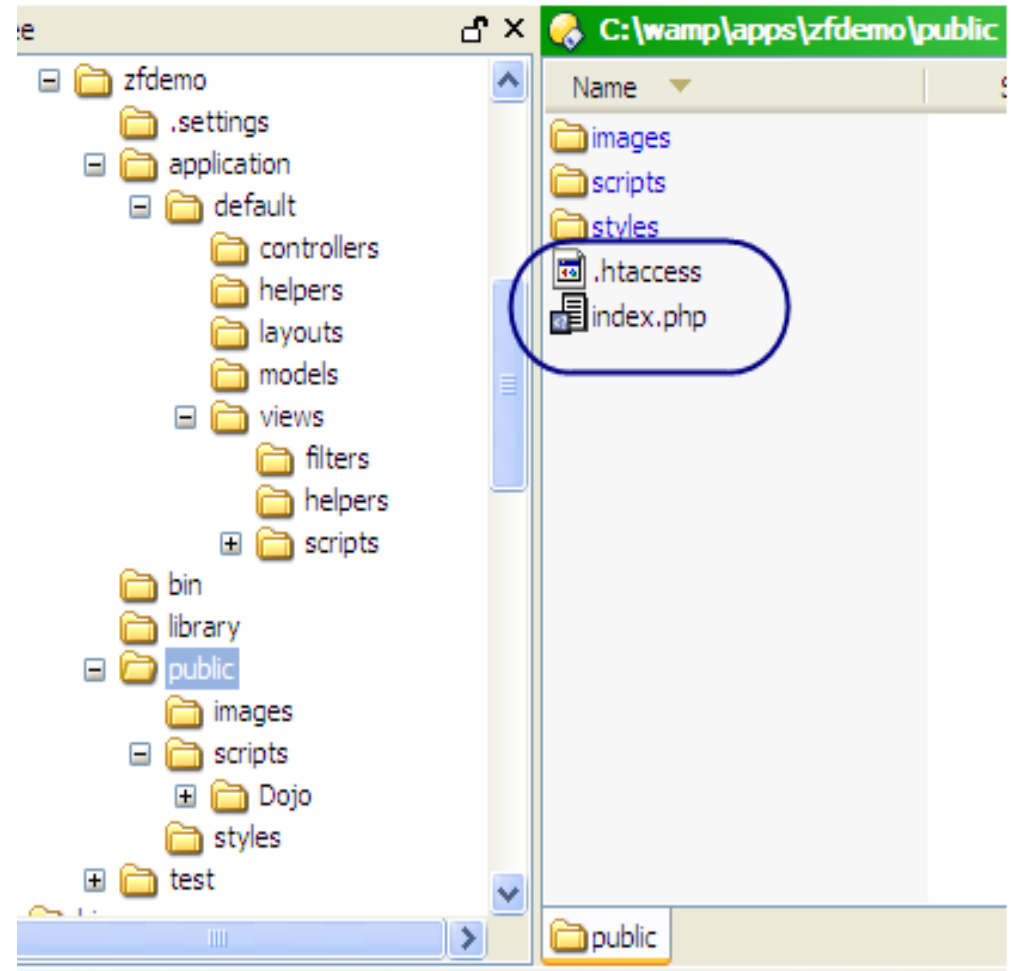 ee
zfdemo
.settings
application
default
controllers
helpers
layouts
models
views
filters
helpers
scripts
bin
library
public
images
scripts
Dojo
styles
test
C:\wamp\apps\zfdemo\public
Name
images
scripts
styles
.htaccess
index.php
public